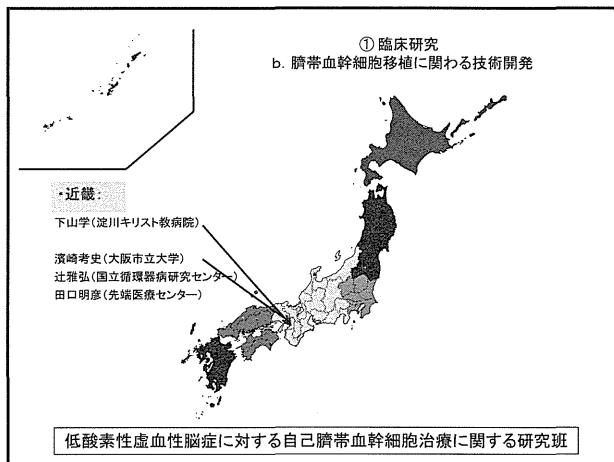 ① 臨床研究
b. 臍帯血幹細胞移植に関わる技術開発
・近畿:
下山学(淀川キリスト教病院)
濱崎考史(大阪市立大学)
辻雅弘(国立循環器病研究センター)
田口明彦(先端医療センター)
低酸素性虚血性脳症に対する自己臍帯血幹細胞治療に関する研究班